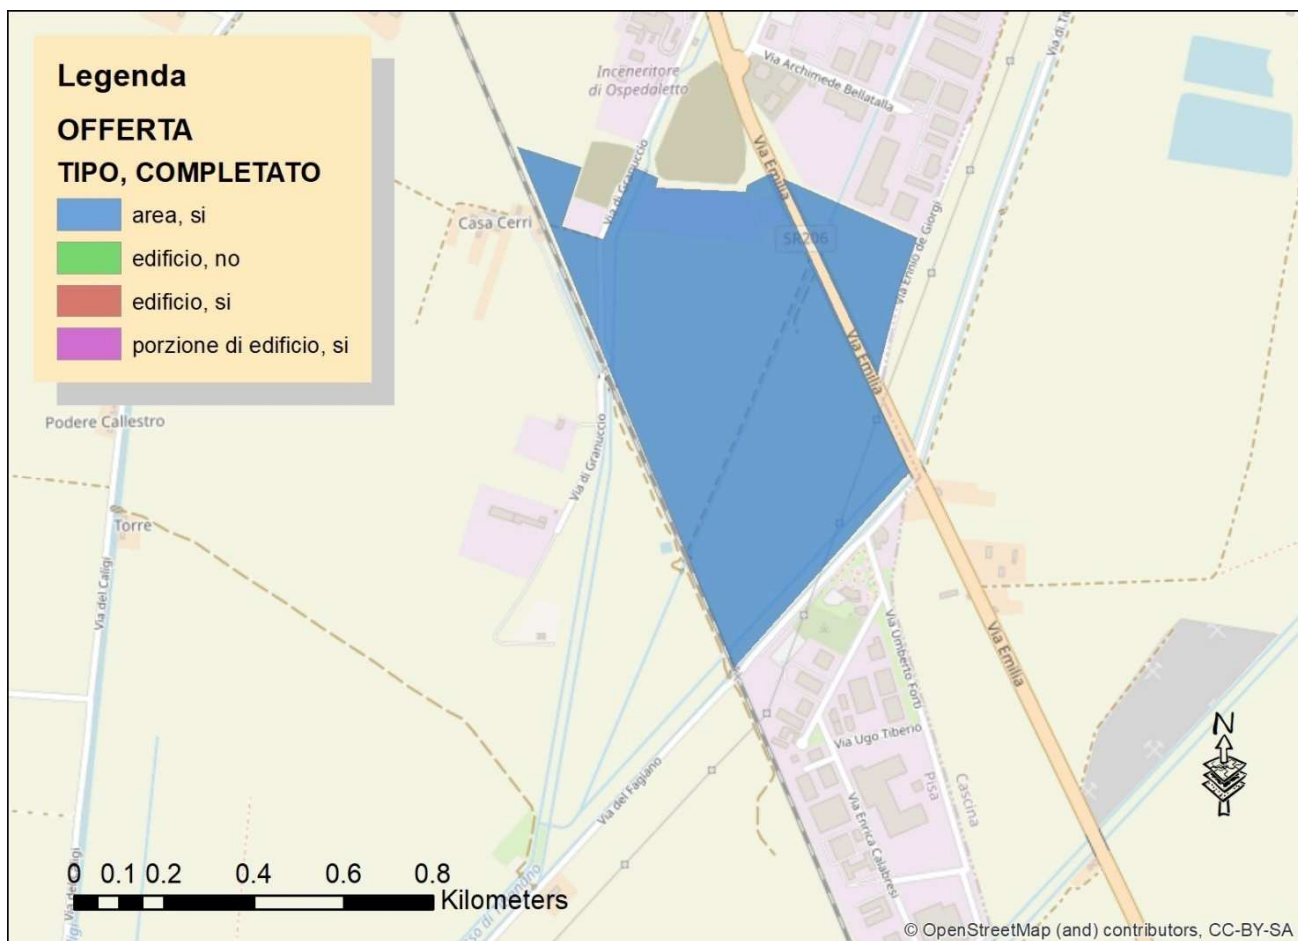 Legenda
OFFERTA
TIPO, COMPLETATO
area, si
edificio, no
edificio, si
porzione di edificio, si
Inceneritore
di Ospedaletto
Via Archimede Bellatalla
Via Emilia
Via di Granuccio
Casa Cerri
SR206
Via Ennio de Giorgi
Via Emilia
Podere Callestro
Via di Granuccio
Torre
Via del Caligi
Via Umberto Forti
Via Emilia
Via Ugo Tiberio
Pisa
Cascina
Via del Fagiano
Via Enrica Calabresi
N
0 0.1 0.2 0.4 0.6 0.8
Kilometers
© OpenStreetMap (and) contributors, CC-BY-SA